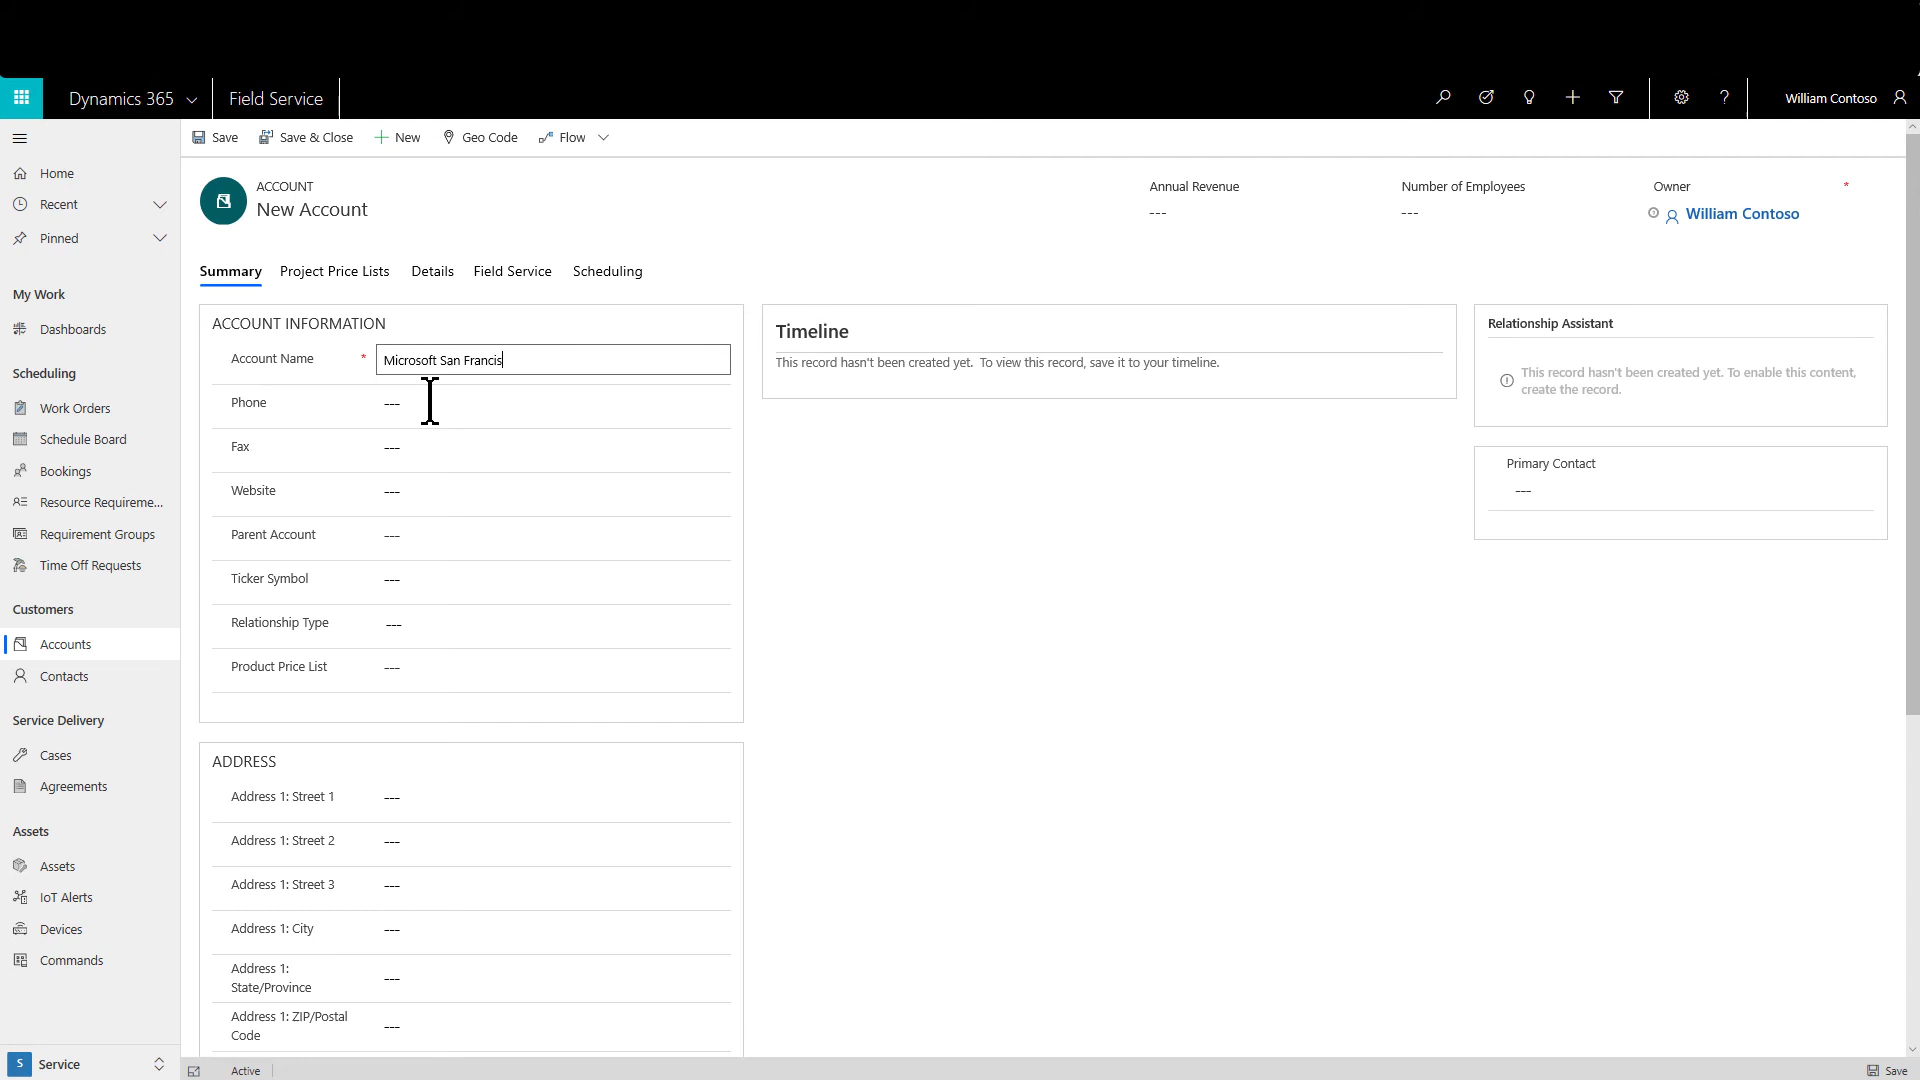 Dynamics 365
Field Service
William Contoso
Save
Save & Close
New
Geo Code
Flow
Home
Recent
Pinned
My Work
Dashboards
Scheduling
Work Orders
Schedule Board
Bookings
Resource Requireme...
Requirement Groups
Time Off Requests
Customers
Accounts
Contacts
Service Delivery
Cases
Agreements
Assets
Assets
IoT Alerts
Devices
Commands
S Service
ACCOUNT
New Account
Annual Revenue
---
Number of Employees
---
Owner *
William Contoso
Summary Project Price Lists Details Field Service Scheduling
ACCOUNT INFORMATION
Account Name * Microsoft San Francis
Phone ---
Fax ---
Website ---
Parent Account ---
Ticker Symbol ---
Relationship Type ---
Product Price List ---
ADDRESS
Address 1: Street 1 ---
Address 1: Street 2 ---
Address 1: Street 3 ---
Address 1: City ---
Address 1:
State/Province ---
Address 1: ZIP/Postal
Code ---
Timeline
This record hasn't been created yet. To view this record, save it to your timeline.
Relationship Assistant
This record hasn't been created yet. To enable this content,
create the record.
Primary Contact
---
Active
Save